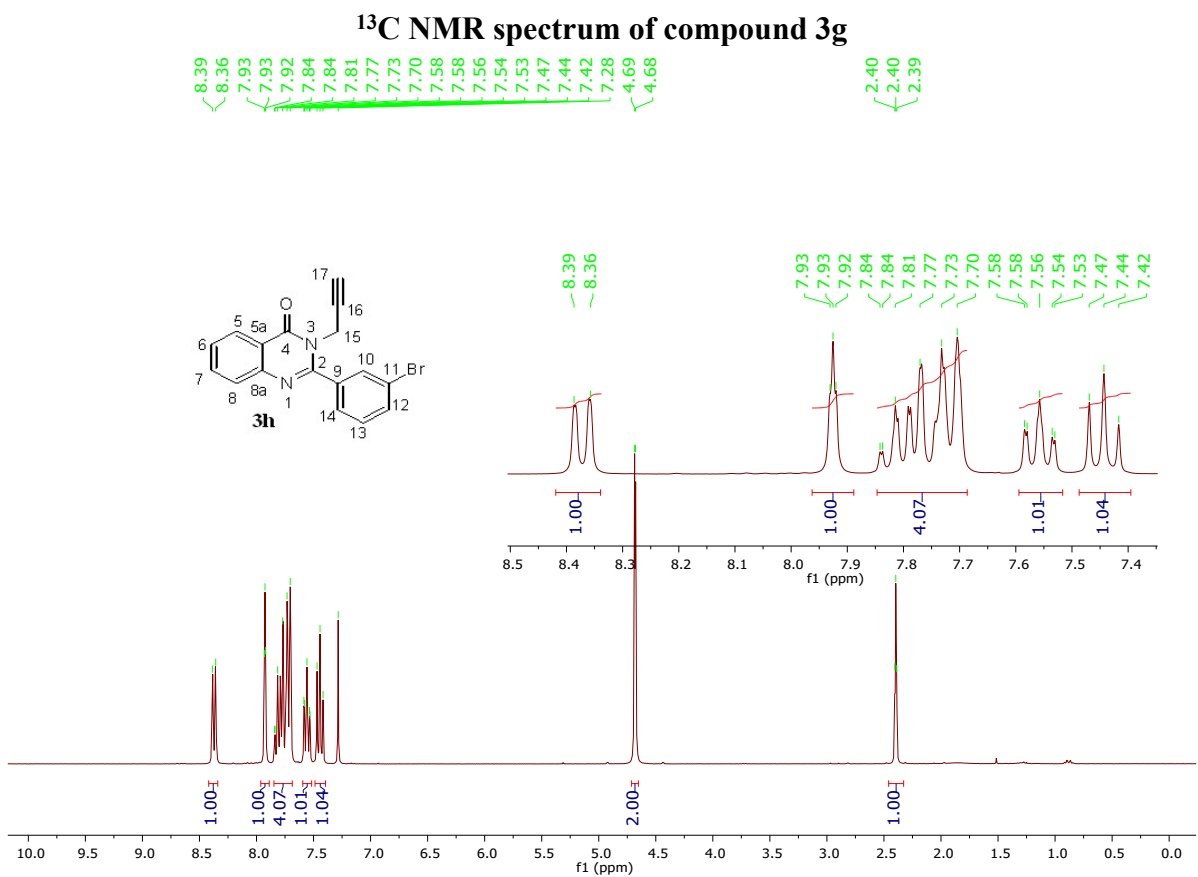 ¹³C NMR spectrum of compound 3g
8.39 8.36 7.93 7.93 7.92 7.84 7.84 7.81 7.77 7.73 7.70 7.58 7.58 7.56 7.54 7.53 7.47 7.44 7.42 7.28 4.69 4.68 2.40 2.40 2.39
8.39 8.36 7.93 7.93 7.92 7.84 7.84 7.81 7.77 7.73 7.70 7.58 7.58 7.56 7.54 7.53 7.47 7.44 7.42
17
16
O
15
5 5a 3 N
6 4 10 11 Br
2 9
7 8a N 12
8 1 14 13
3h
1.00 1.00 4.07 1.01 1.04
8.5 8.4 8.3 8.2 8.1 8.0 7.9 7.8 7.7 7.6 7.5 7.4
f1 (ppm)
1.00 1.00 4.07 1.01 1.04 2.00 1.00
10.0 9.5 9.0 8.5 8.0 7.5 7.0 6.5 6.0 5.5 5.0 4.5 4.0 3.5 3.0 2.5 2.0 1.5 1.0 0.5 0.0
f1 (ppm)